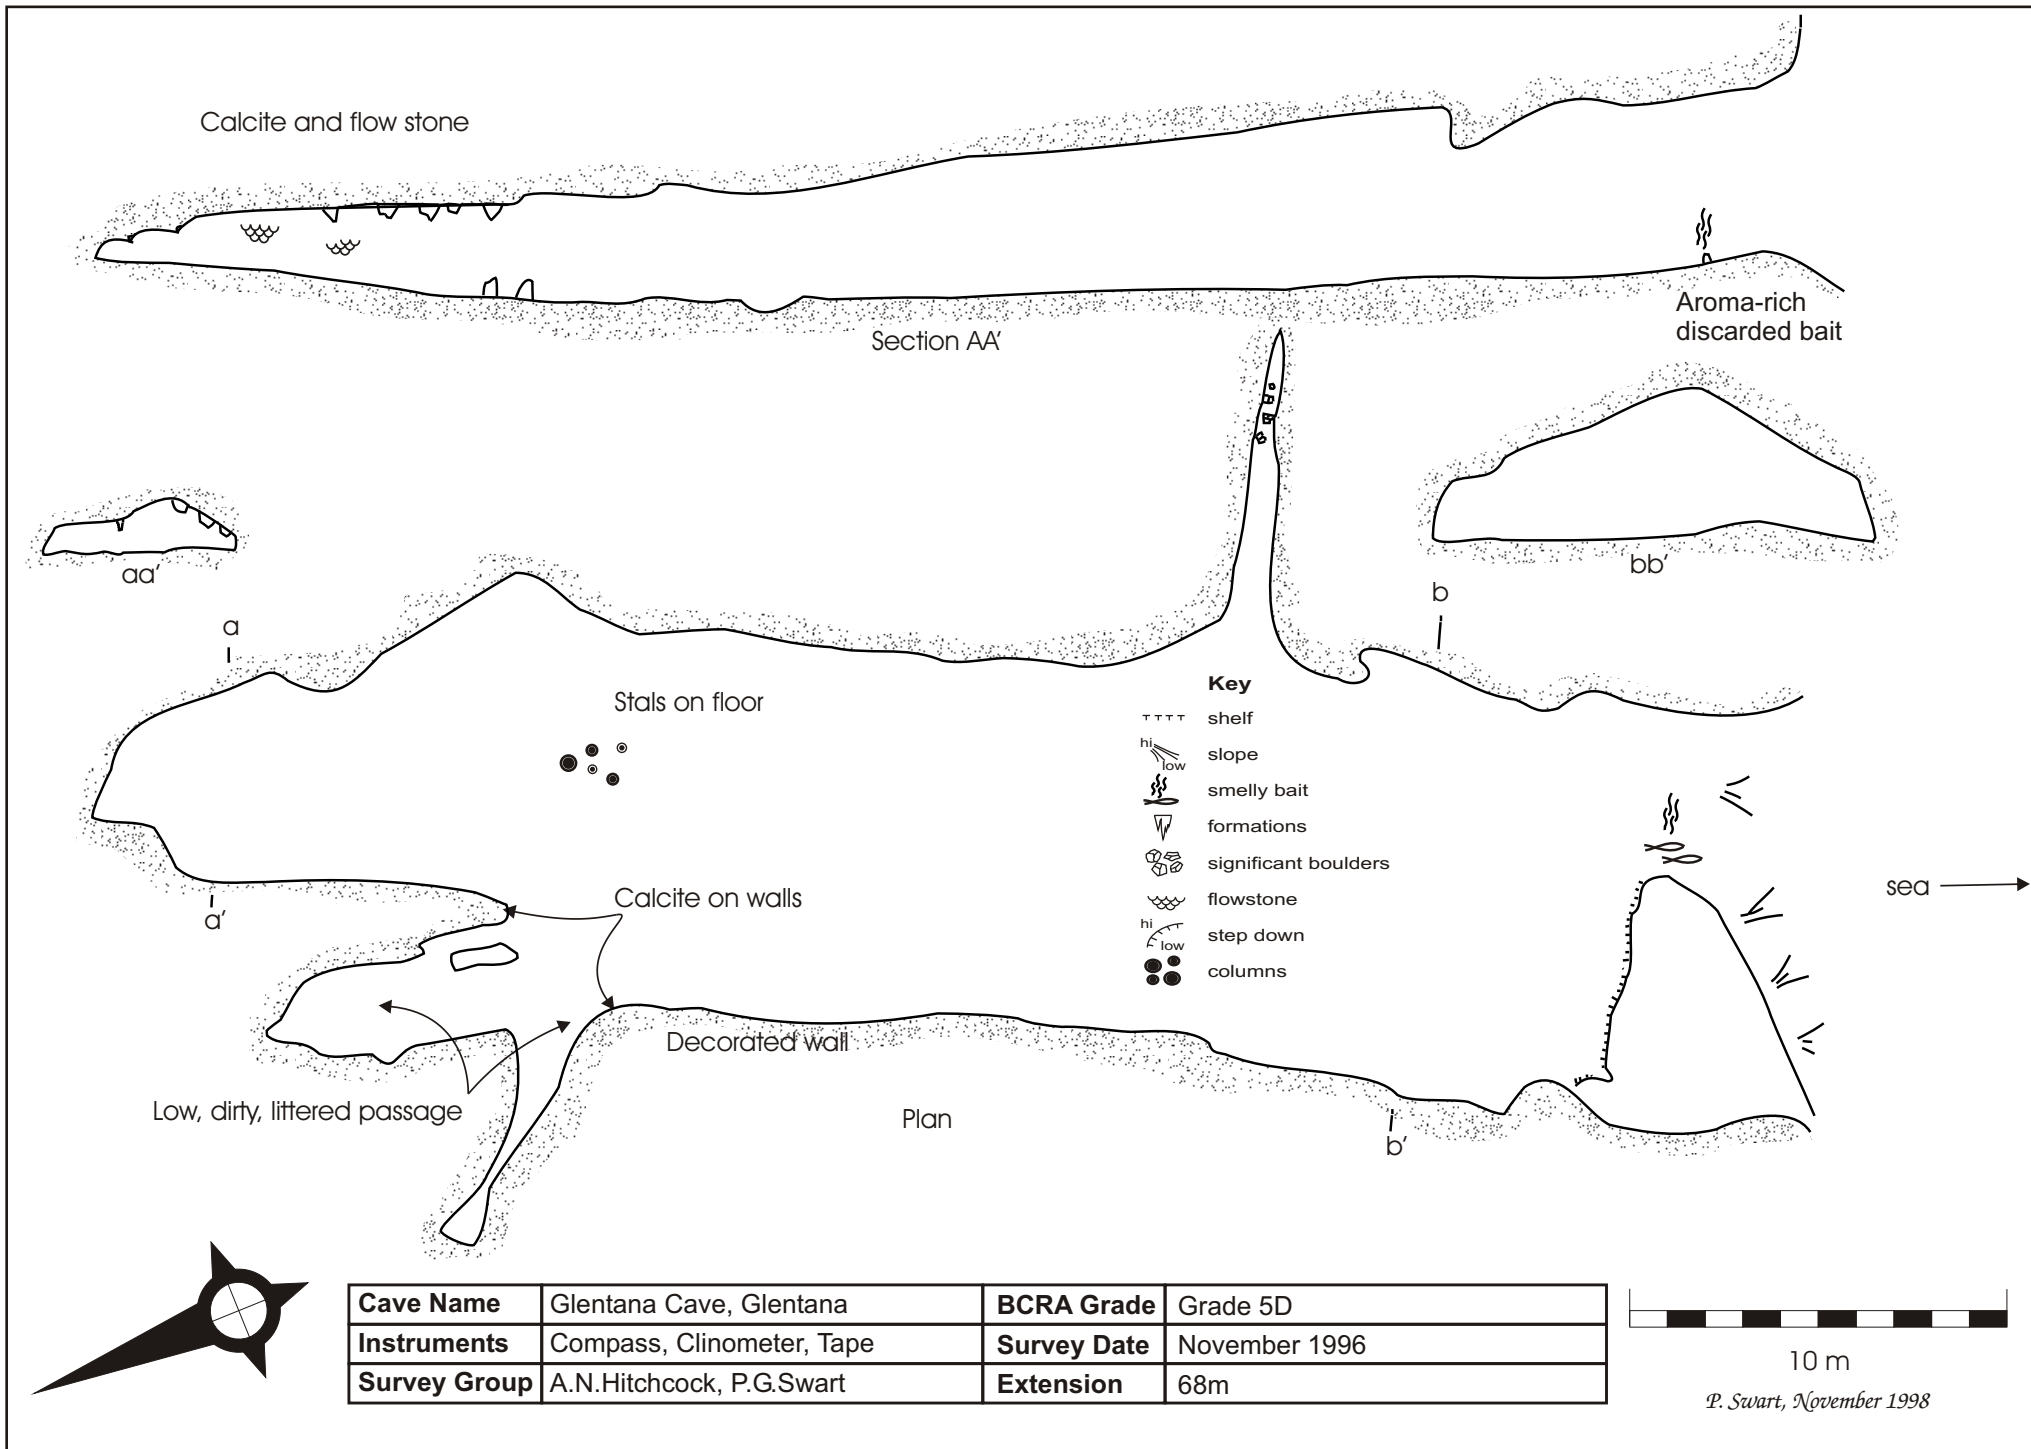 Calcite and flow stone
Aroma-rich
discarded bait
Section AA'
aa'
bb'
b
a
Stals on floor
Key
shelf
hi
low
slope
smelly bait
formations
significant boulders
flowstone
hi
low
step down
columns
sea
Calcite on walls
a'
Decorated wall
Low, dirty, littered passage
Plan
b'
Cave Name Glentana Cave, Glentana BCRA Grade Grade 5D
Instruments Compass, Clinometer, Tape Survey Date November 1996
Survey Group A.N.Hitchcock, P.G.Swart Extension 68m
10 m
P. Swart, November 1998